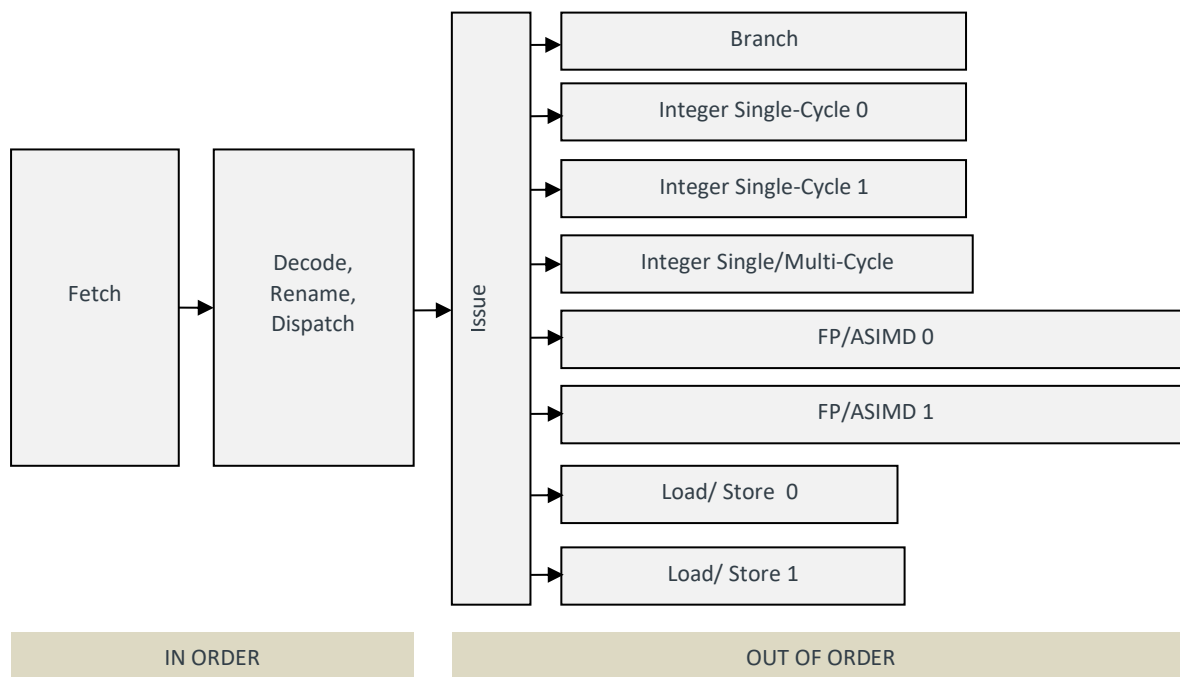 Fetch
Decode,
Rename,
Dispatch
Issue
Branch
Integer Single-Cycle 0
Integer Single-Cycle 1
Integer Single/Multi-Cycle
FP/ASIMD 0
FP/ASIMD 1
Load/ Store 0
Load/ Store 1
IN ORDER
OUT OF ORDER